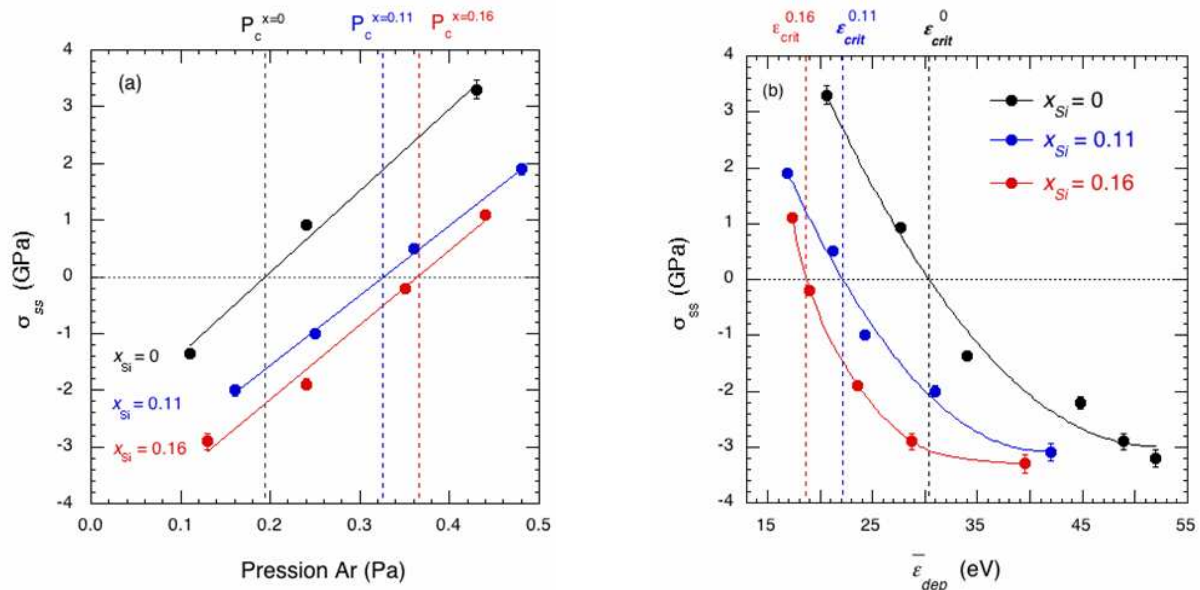 P_c^{x=0} P_c^{x=0.11} P_c^{x=0.16}
(a)
4
3
2
1
0
-1
-2
-3
-4
σ_ss (GPa)
x_Si = 0
x_Si = 0.11
x_Si = 0.16
0.0 0.1 0.2 0.3 0.4 0.5
Pression Ar (Pa)
ε_crit^{0.16} ε_crit^{0.11} ε_crit^{0}
(b)
x_Si = 0
x_Si = 0.11
x_Si = 0.16
4
3
2
1
0
-1
-2
-3
-4
σ_ss (GPa)
15 25 35 45 55
ε̅_dep (eV)